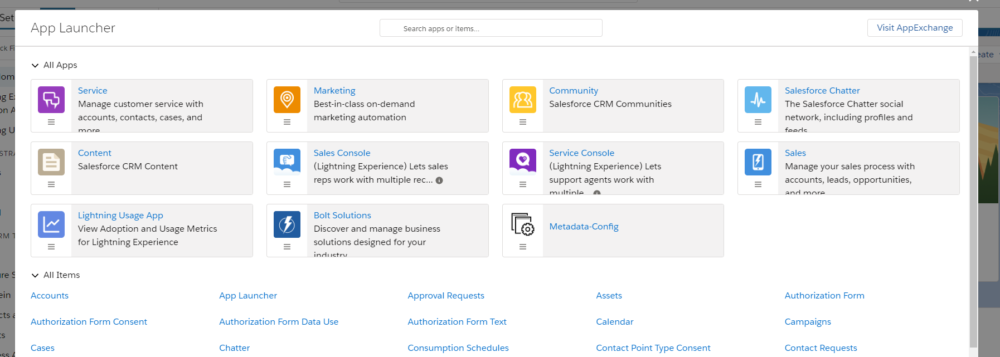 Set
App Launcher
Search apps or items...
Visit AppExchange
ck Fi
eate
All Apps
Service
Manage customer service with
accounts, contacts, cases, and
more
Marketing
Best-in-class on-demand
marketing automation
Community
Salesforce CRM Communities
Salesforce Chatter
The Salesforce Chatter social
network, including profiles and
feeds
Content
Salesforce CRM Content
Sales Console
(Lightning Experience) Lets sales
reps work with multiple rec...
Service Console
(Lightning Experience) Lets
support agents work with
multiple
Sales
Manage your sales process with
accounts, leads, opportunities,
and more
Lightning Usage App
View Adoption and Usage Metrics
for Lightning Experience
Bolt Solutions
Discover and manage business
solutions designed for your
industry
Metadata-Config
All Items
Accounts
App Launcher
Approval Requests
Assets
Authorization Form
Authorization Form Consent
Authorization Form Data Use
Authorization Form Text
Calendar
Campaigns
Cases
Chatter
Consumption Schedules
Contact Point Type Consent
Contact Requests